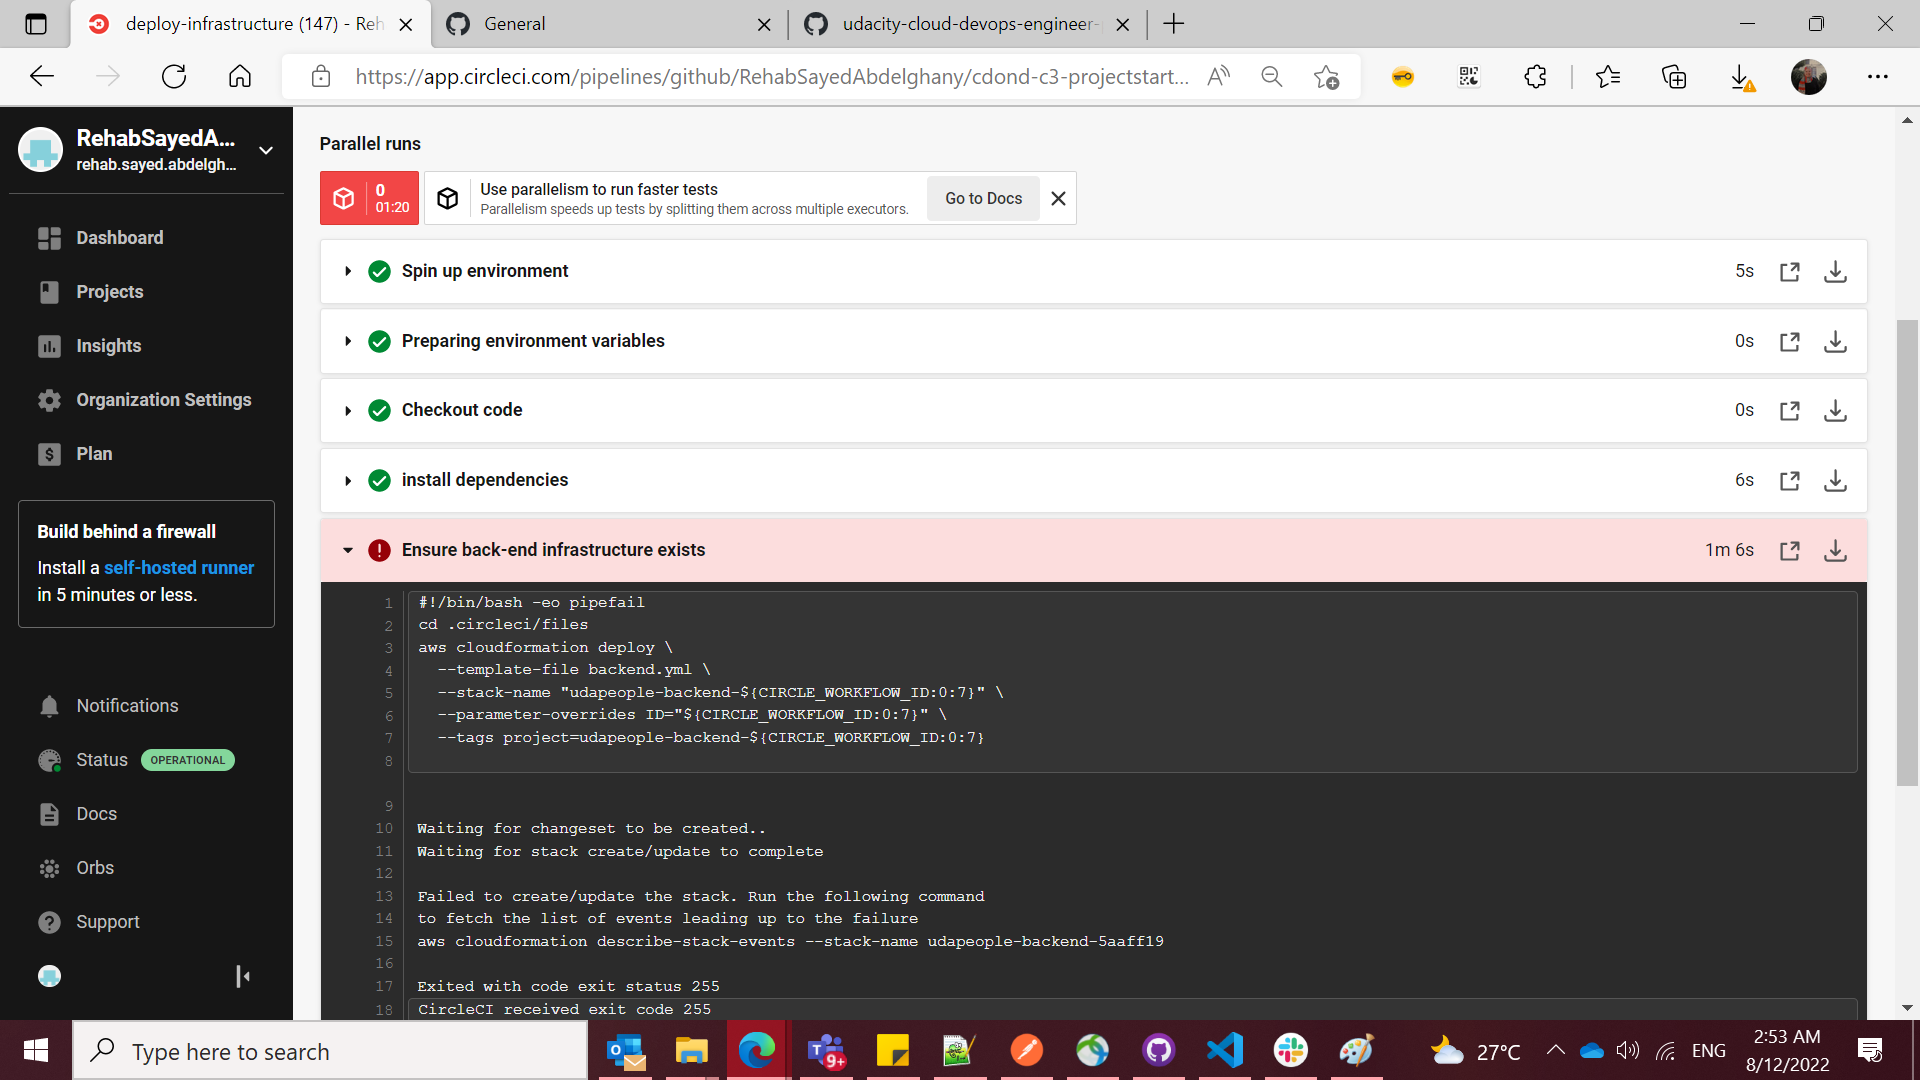 deploy-infrastructure (147) - Reh
General
udacity-cloud-devops-engineer-
https://app.circleci.com/pipelines/github/RehabSayedAbdelghany/cdond-c3-projectstart...
RehabSayedA...
rehab.sayed.abdelgh...
Dashboard
Projects
Insights
Organization Settings
Plan
Build behind a firewall
Install a self-hosted runner
in 5 minutes or less.
Notifications
Status OPERATIONAL
Docs
Orbs
Support
Parallel runs
0
01:20
Use parallelism to run faster tests
Parallelism speeds up tests by splitting them across multiple executors.
Go to Docs
Spin up environment 5s
Preparing environment variables 0s
Checkout code 0s
install dependencies 6s
Ensure back-end infrastructure exists 1m 6s
1 #!/bin/bash -eo pipefail
2 cd .circleci/files
3 aws cloudformation deploy \
4 --template-file backend.yml \
5 --stack-name "udapeople-backend-${CIRCLE_WORKFLOW_ID:0:7}" \
6 --parameter-overrides ID="${CIRCLE_WORKFLOW_ID:0:7}" \
7 --tags project=udapeople-backend-${CIRCLE_WORKFLOW_ID:0:7}
8
9
10 Waiting for changeset to be created..
11 Waiting for stack create/update to complete
12
13 Failed to create/update the stack. Run the following command
14 to fetch the list of events leading up to the failure
15 aws cloudformation describe-stack-events --stack-name udapeople-backend-5aaff19
16
17 Exited with code exit status 255
18 CircleCI received exit code 255
Type here to search
9+
27°C
ENG
2:53 AM
8/12/2022